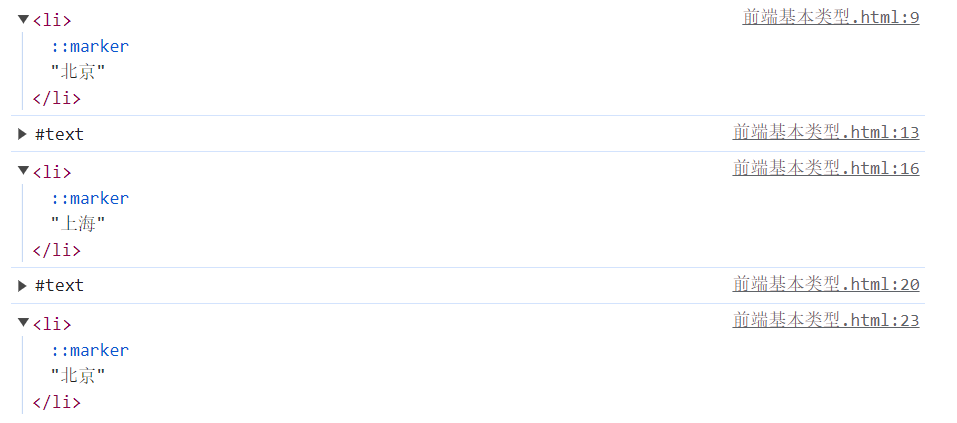 ▼<li> 前端基本类型.html:9
::marker
"北京"
</li>
▶ #text 前端基本类型.html:13
▼<li> 前端基本类型.html:16
::marker
"上海"
</li>
▶ #text 前端基本类型.html:20
▼<li> 前端基本类型.html:23
::marker
"北京"
</li>